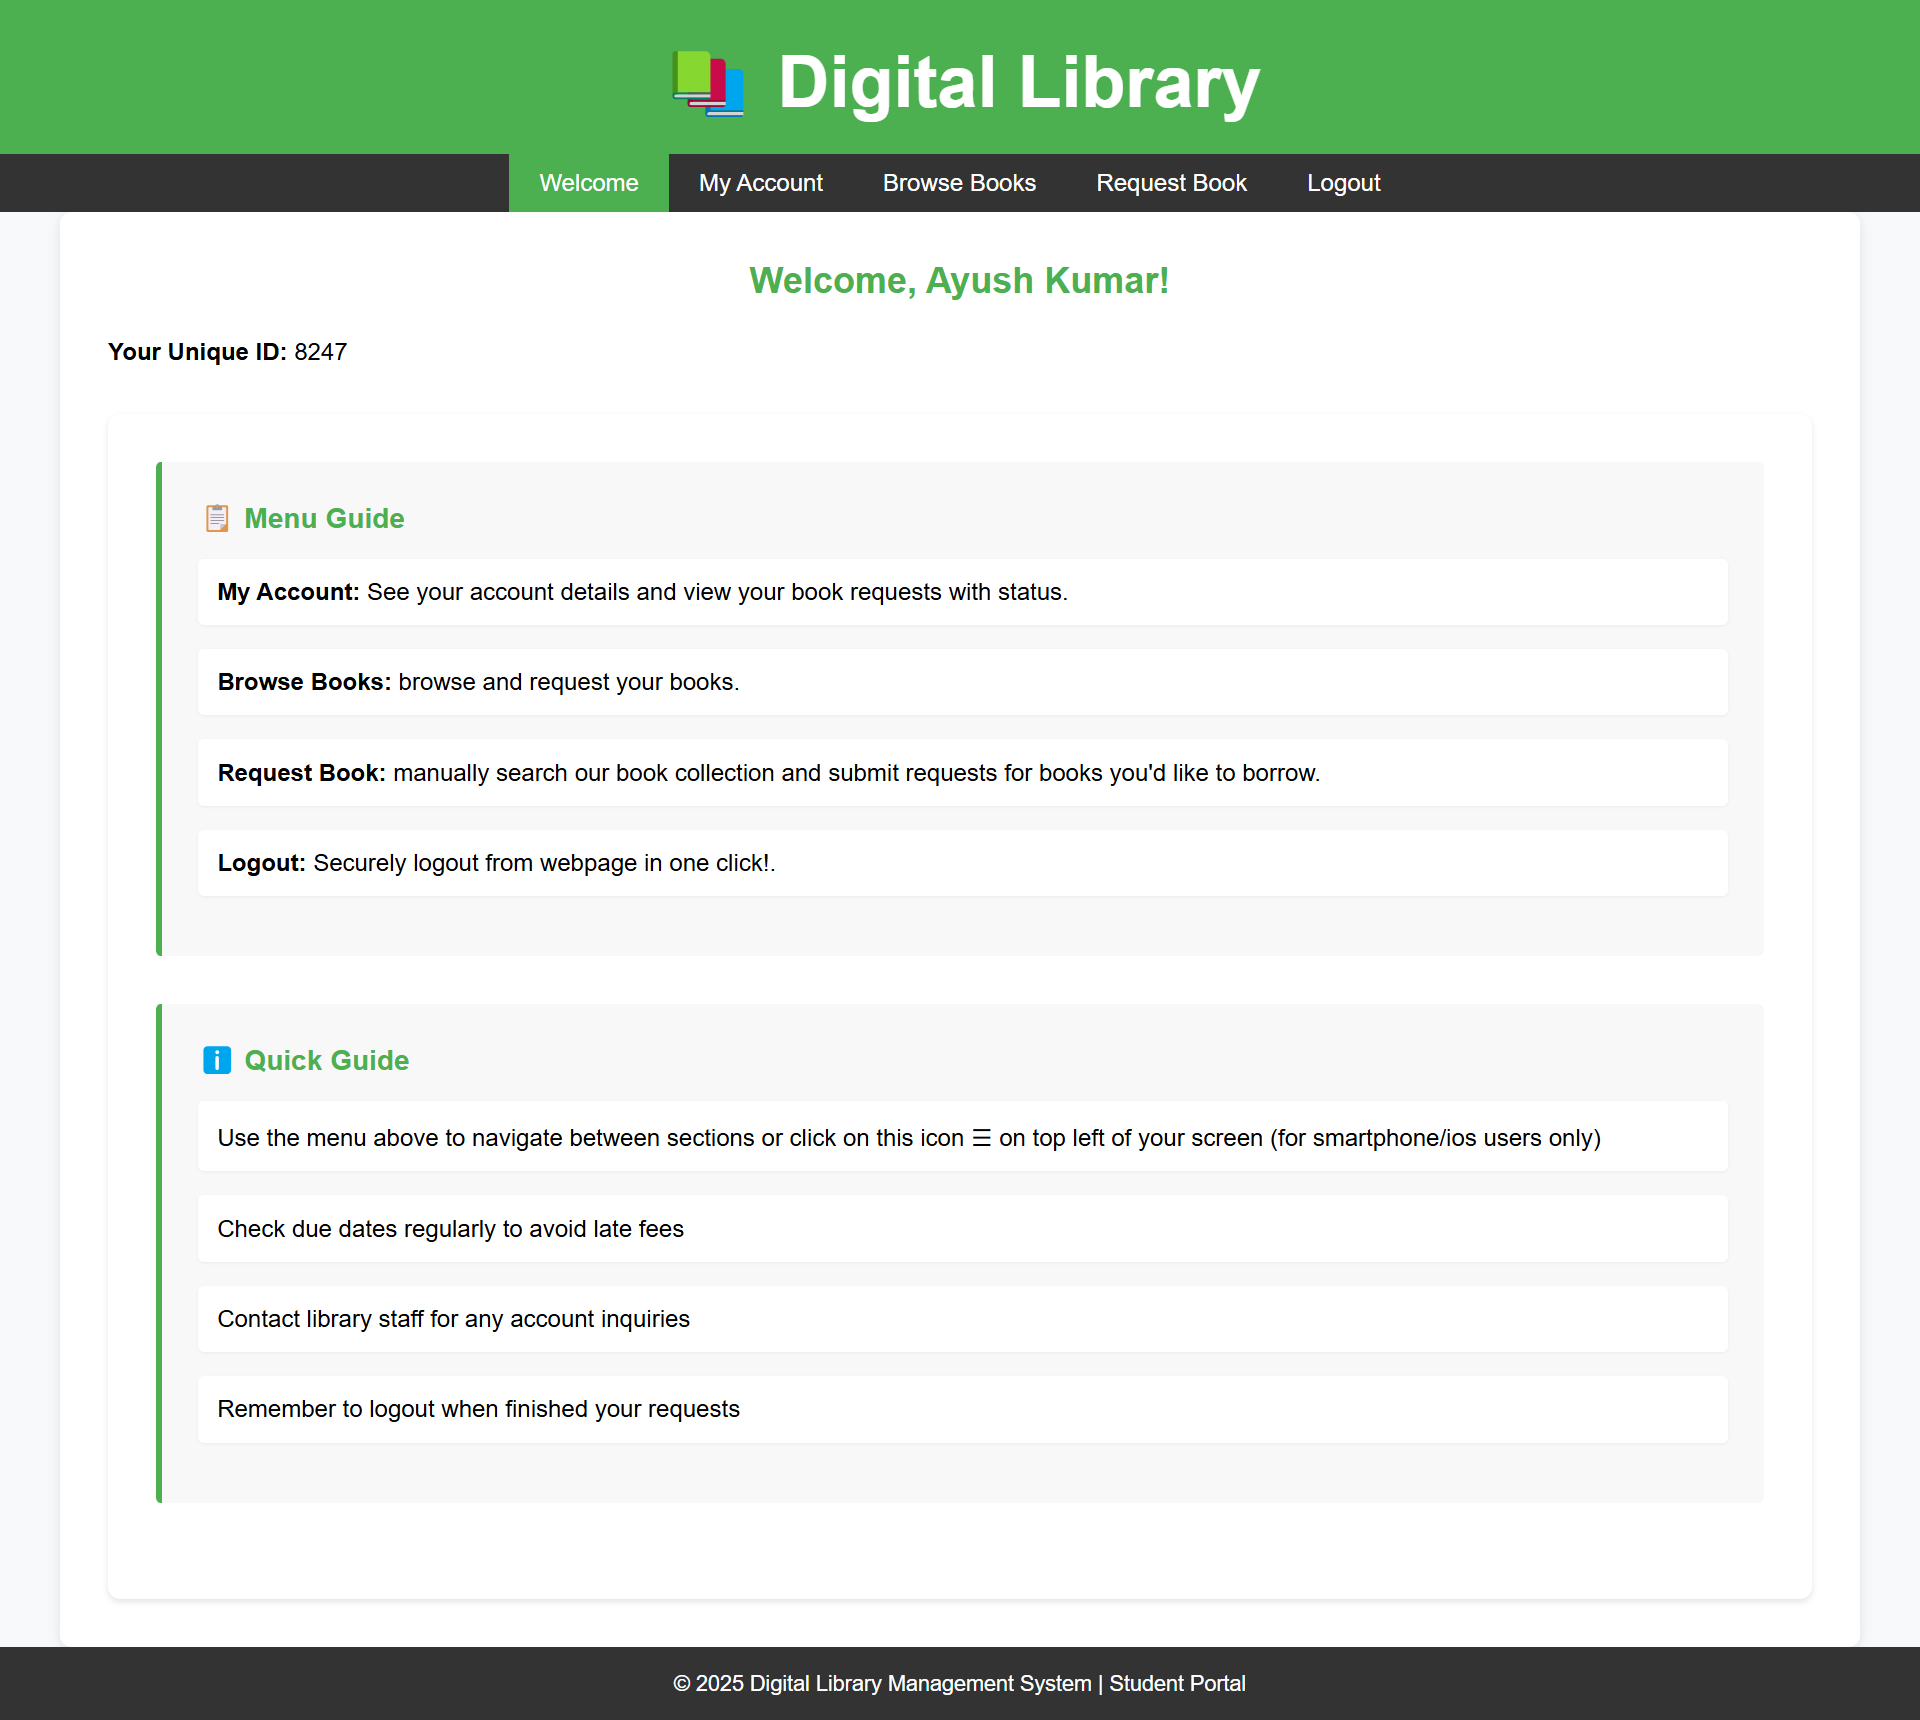 📚 Digital Library
Welcome My Account Browse Books Request Book Logout
Welcome, Ayush Kumar!
Your Unique ID: 8247
📋 Menu Guide
My Account: See your account details and view your book requests with status.
Browse Books: browse and request your books.
Request Book: manually search our book collection and submit requests for books you'd like to borrow.
Logout: Securely logout from webpage in one click!.
ℹ️ Quick Guide
Use the menu above to navigate between sections or click on this icon ☰ on top left of your screen (for smartphone/ios users only)
Check due dates regularly to avoid late fees
Contact library staff for any account inquiries
Remember to logout when finished your requests
© 2025 Digital Library Management System | Student Portal